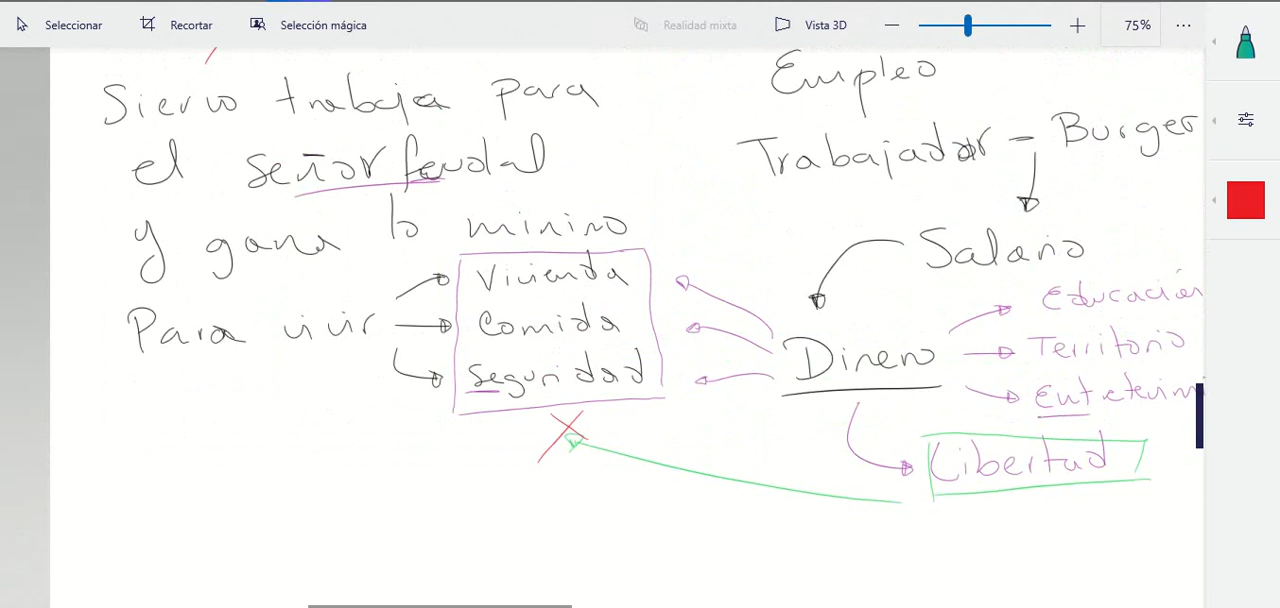 Seleccionar Recortar Selección mágica Realidad mixta Vista 3D 75%
Siervo trabaja para
el señor feudal
y gana lo minino
Para vivir
Vivienda
Comida
Seguridad
Empleo
Trabajador - Burger
Salario
Dinero
Educación
Territorio
Entretenim
Libertad